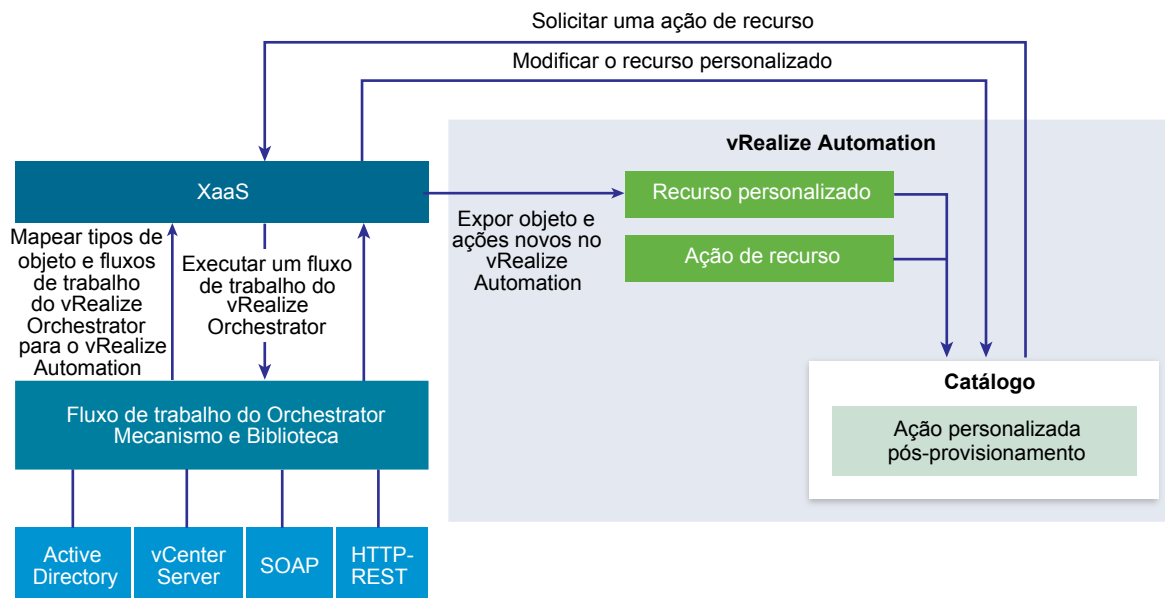 Solicitar uma ação de recurso
Modificar o recurso personalizado
vRealize Automation
XaaS
Recurso personalizado
Ação de recurso
Expor objeto e
ações novos no
vRealize
Automation
Mapear tipos de
objeto e fluxos
de trabalho
do vRealize
Orchestrator
para o vRealize
Automation
Executar um fluxo
de trabalho do
vRealize
Orchestrator
Catálogo
Ação personalizada
pós-provisionamento
Fluxo de trabalho do Orchestrator
Mecanismo e Biblioteca
Active
Directory
vCenter
Server
SOAP
HTTP-
REST